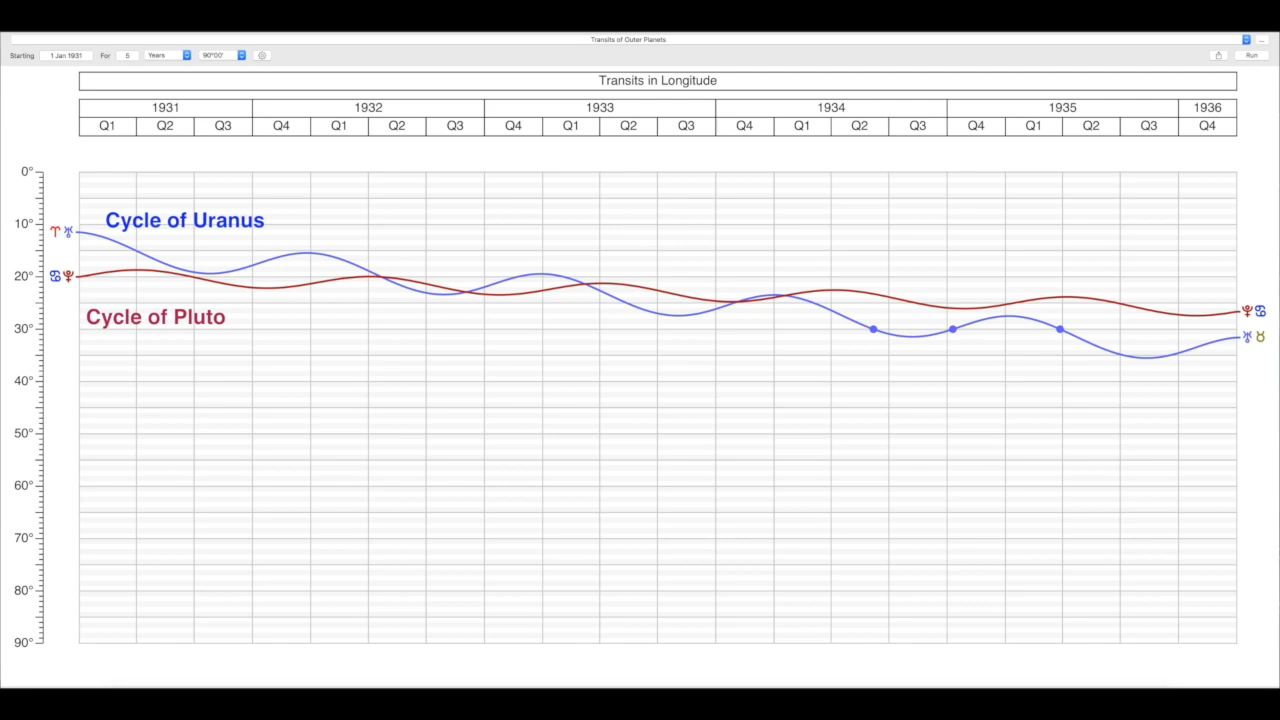 Transits of Outer Planets
...
Starting 1 Jan 1931 For 5 Years 90°00' Run
Transits in Longitude
1931 1932 1933 1934 1935 1936
Q1 Q2 Q3 Q4 Q1 Q2 Q3 Q4 Q1 Q2 Q3 Q4 Q1 Q2 Q3 Q4 Q1 Q2 Q3 Q4
0°
10°
Cycle of Uranus
♈ ♅
20°
♋
Cycle of Pluto
♋
30°
♅ ♉
40°
50°
60°
70°
80°
90°